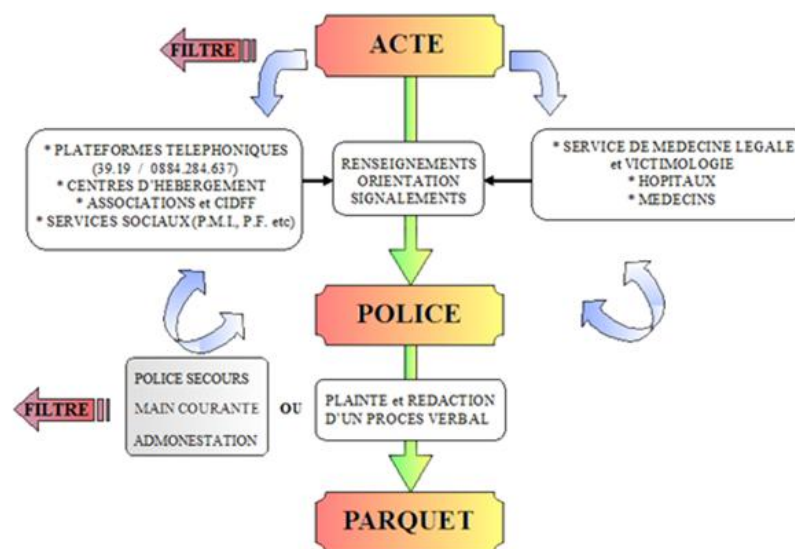 FILTRE
ACTE
* PLATEFORMES TELEPHONIQUES
(39.19 / 0884.284.637)
* CENTRES D'HEBERGEMENT
* ASSOCIATIONS et CIDFF
* SERVICES SOCIAUX (P.M.I., P.F. etc)
RENSEIGNEMENTS
ORIENTATION
SIGNALEMENTS
* SERVICE DE MEDECINE LEGALE
et VICTIMOLOGIE
* HOPITAUX
* MEDECINS
POLICE
FILTRE
POLICE SECOURS
MAIN COURANTE
ADMONESTATION
OU
PLAINTE et REDACTION
D'UN PROCES VERBAL
PARQUET